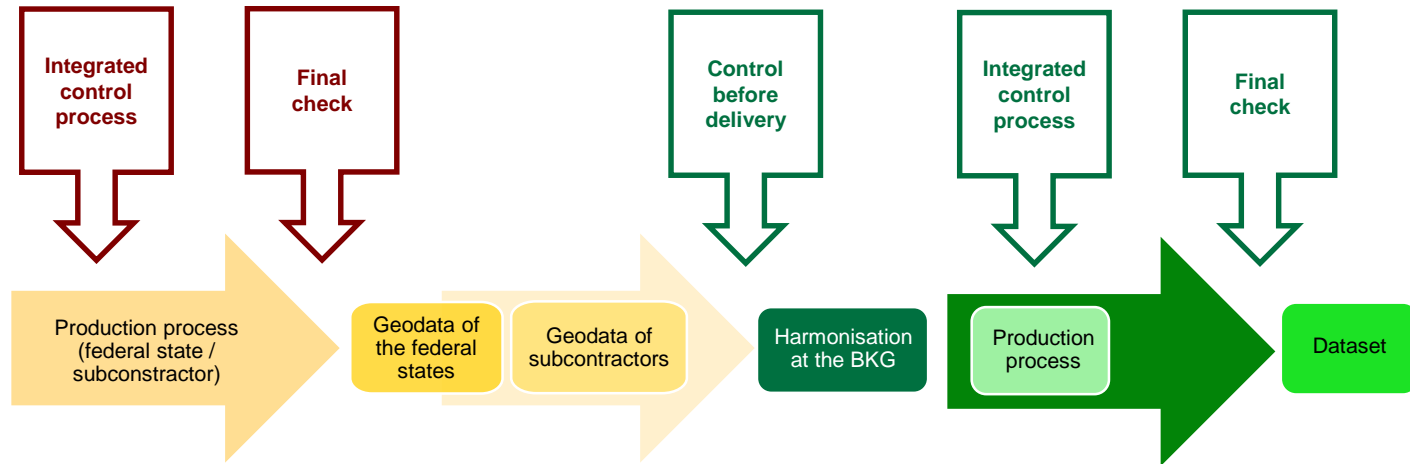 Integrated
control
process
Final
check
Control
before
delivery
Integrated
control
process
Final
check
Production process
(federal state /
subconstractor)
Geodata of
the federal
states
Geodata of
subcontractors
Harmonisation
at the BKG
Production
process
Dataset